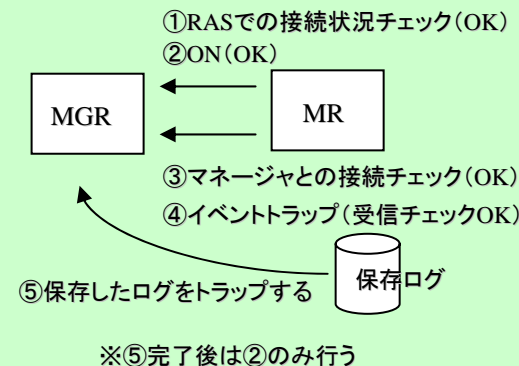 ①RASでの接続状況チェック(OK)
②ON(OK)
MGR
MR
③マネージャとの接続チェック(OK)
④イベントトラップ(受信チェックOK)
⑤保存したログをトラップする
保存ログ
※⑤完了後は②のみ行う